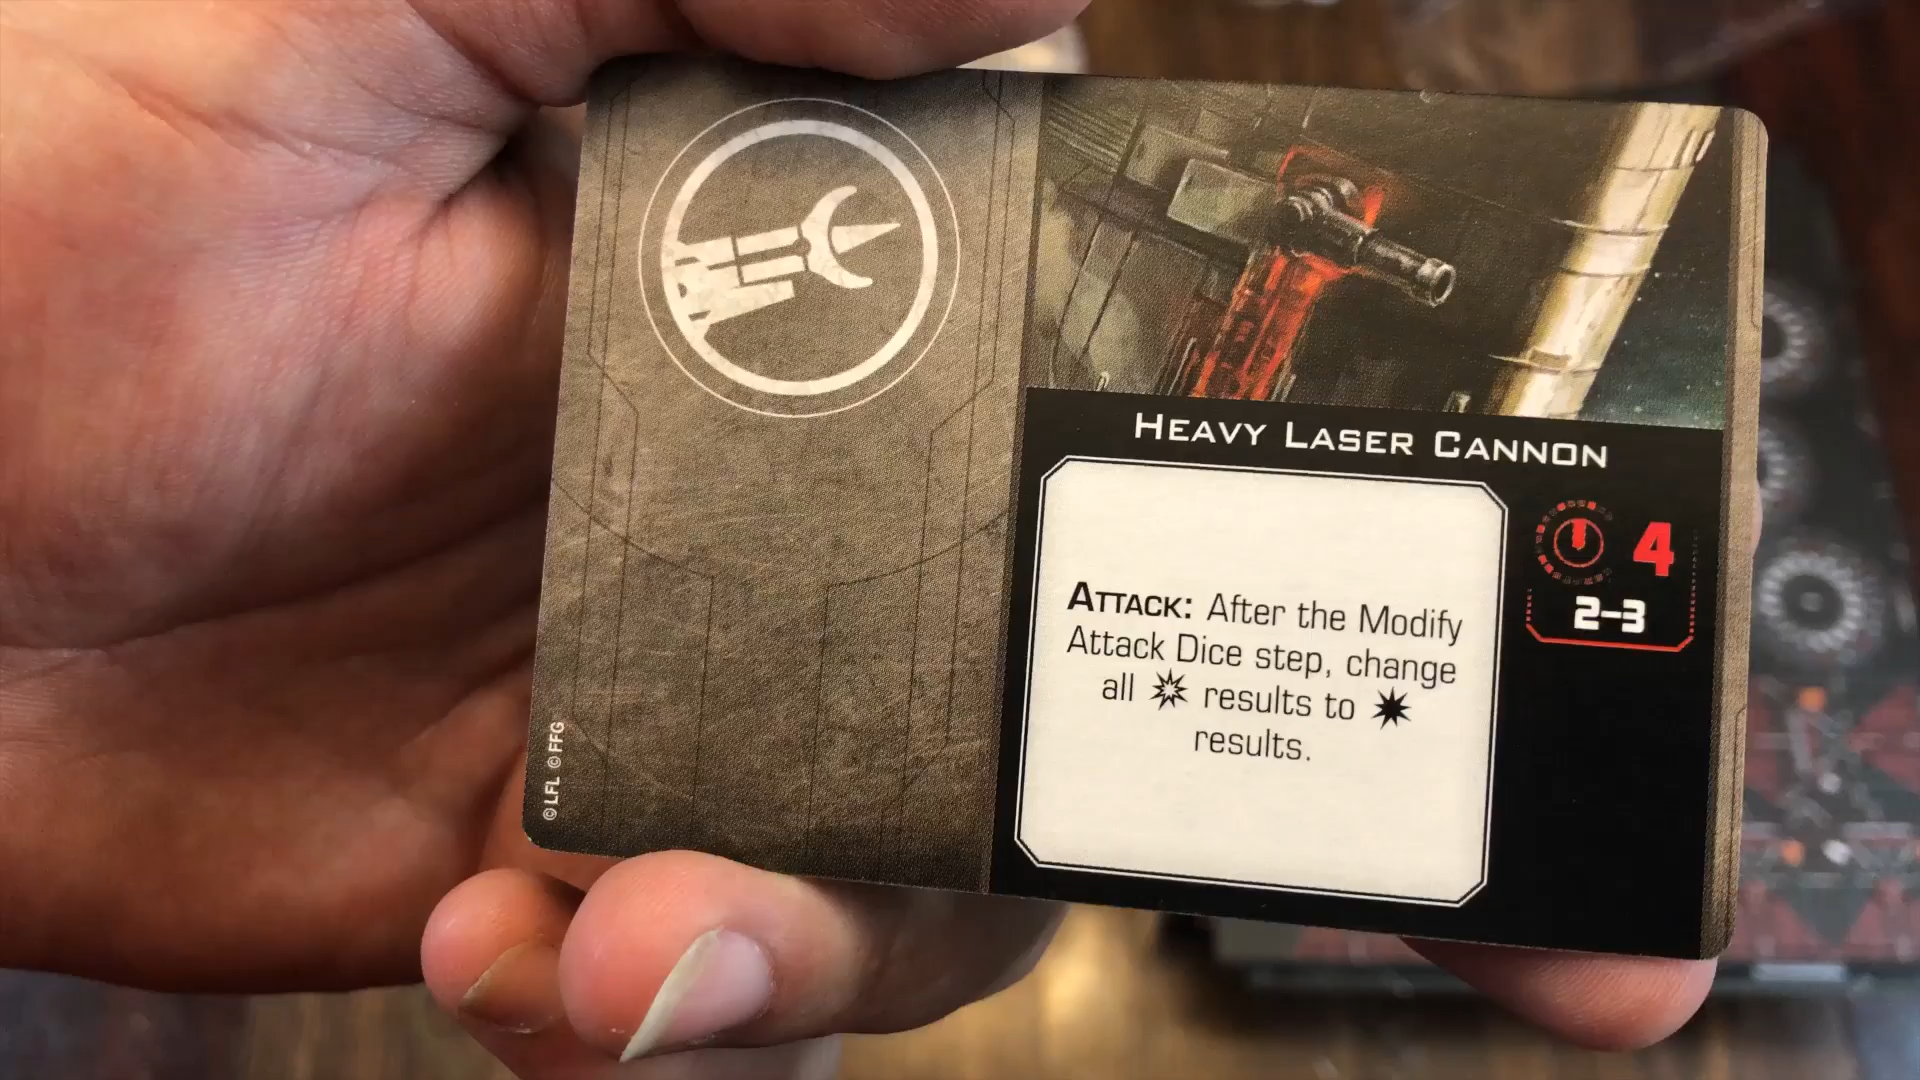 HEAVY LASER CANNON
4
2–3
ATTACK: After the Modify
Attack Dice step, change
all results to
results.
© LFL © FFG